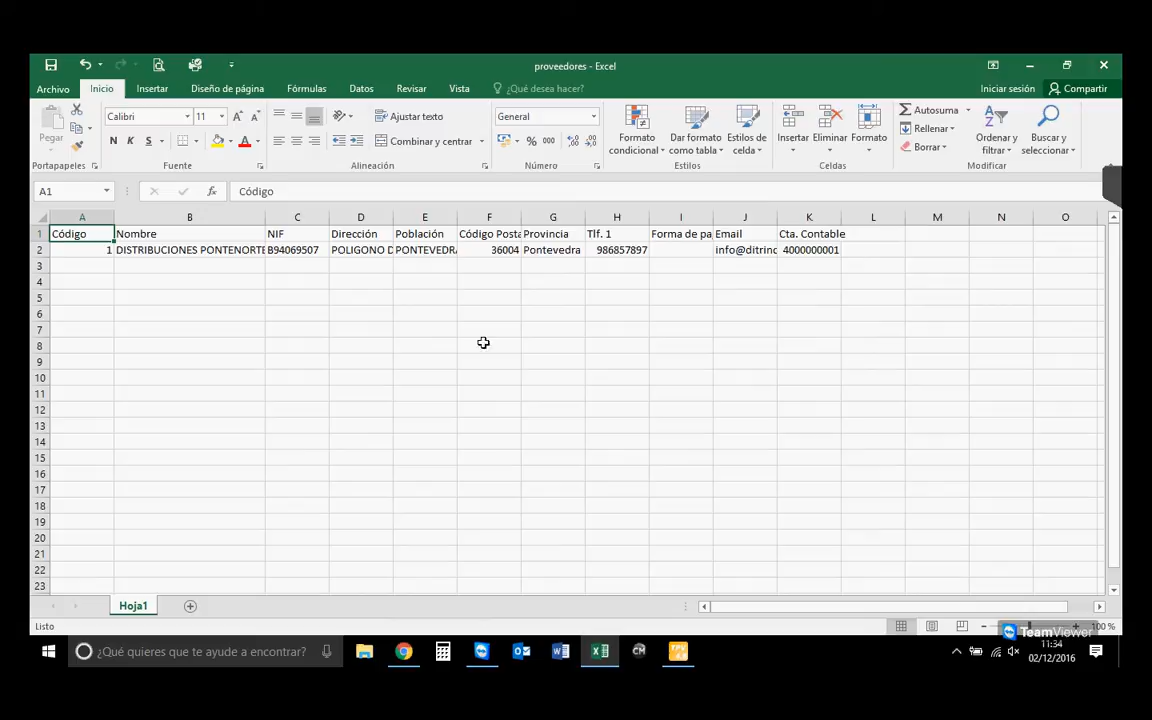 proveedores - Excel
Archivo Inicio Insertar Diseño de página Fórmulas Datos Revisar Vista ¿Qué desea hacer? Iniciar sesión Compartir
Pegar
Calibri 11
N K S
Ajustar texto
Combinar y centrar
General
% 000
Formato condicional
Dar formato como tabla
Estilos de celda
Insertar Eliminar Formato
Autosuma
Rellenar
Borrar
Ordenar y filtrar
Buscar y seleccionar
Portapapeles Fuente Alineación Número Estilos Celdas Modificar
A1 fx Código
A B C D E F G H I J K L M N O
1 Código Nombre NIF Dirección Población Código Posta Provincia Tlf. 1 Forma de pa Email Cta. Contable
2 1 DISTRIBUCIONES PONTENORTE B94069507 POLIGONO D PONTEVEDRA 36004 Pontevedra 986857897 info@ditrind 4000000001
3
4
5
6
7
8
9
10
11
12
13
14
15
16
17
18
19
20
21
22
23
Hoja1
Listo 100 %
TeamViewer
¿Qué quieres que te ayude a encontrar?
11:34
02/12/2016